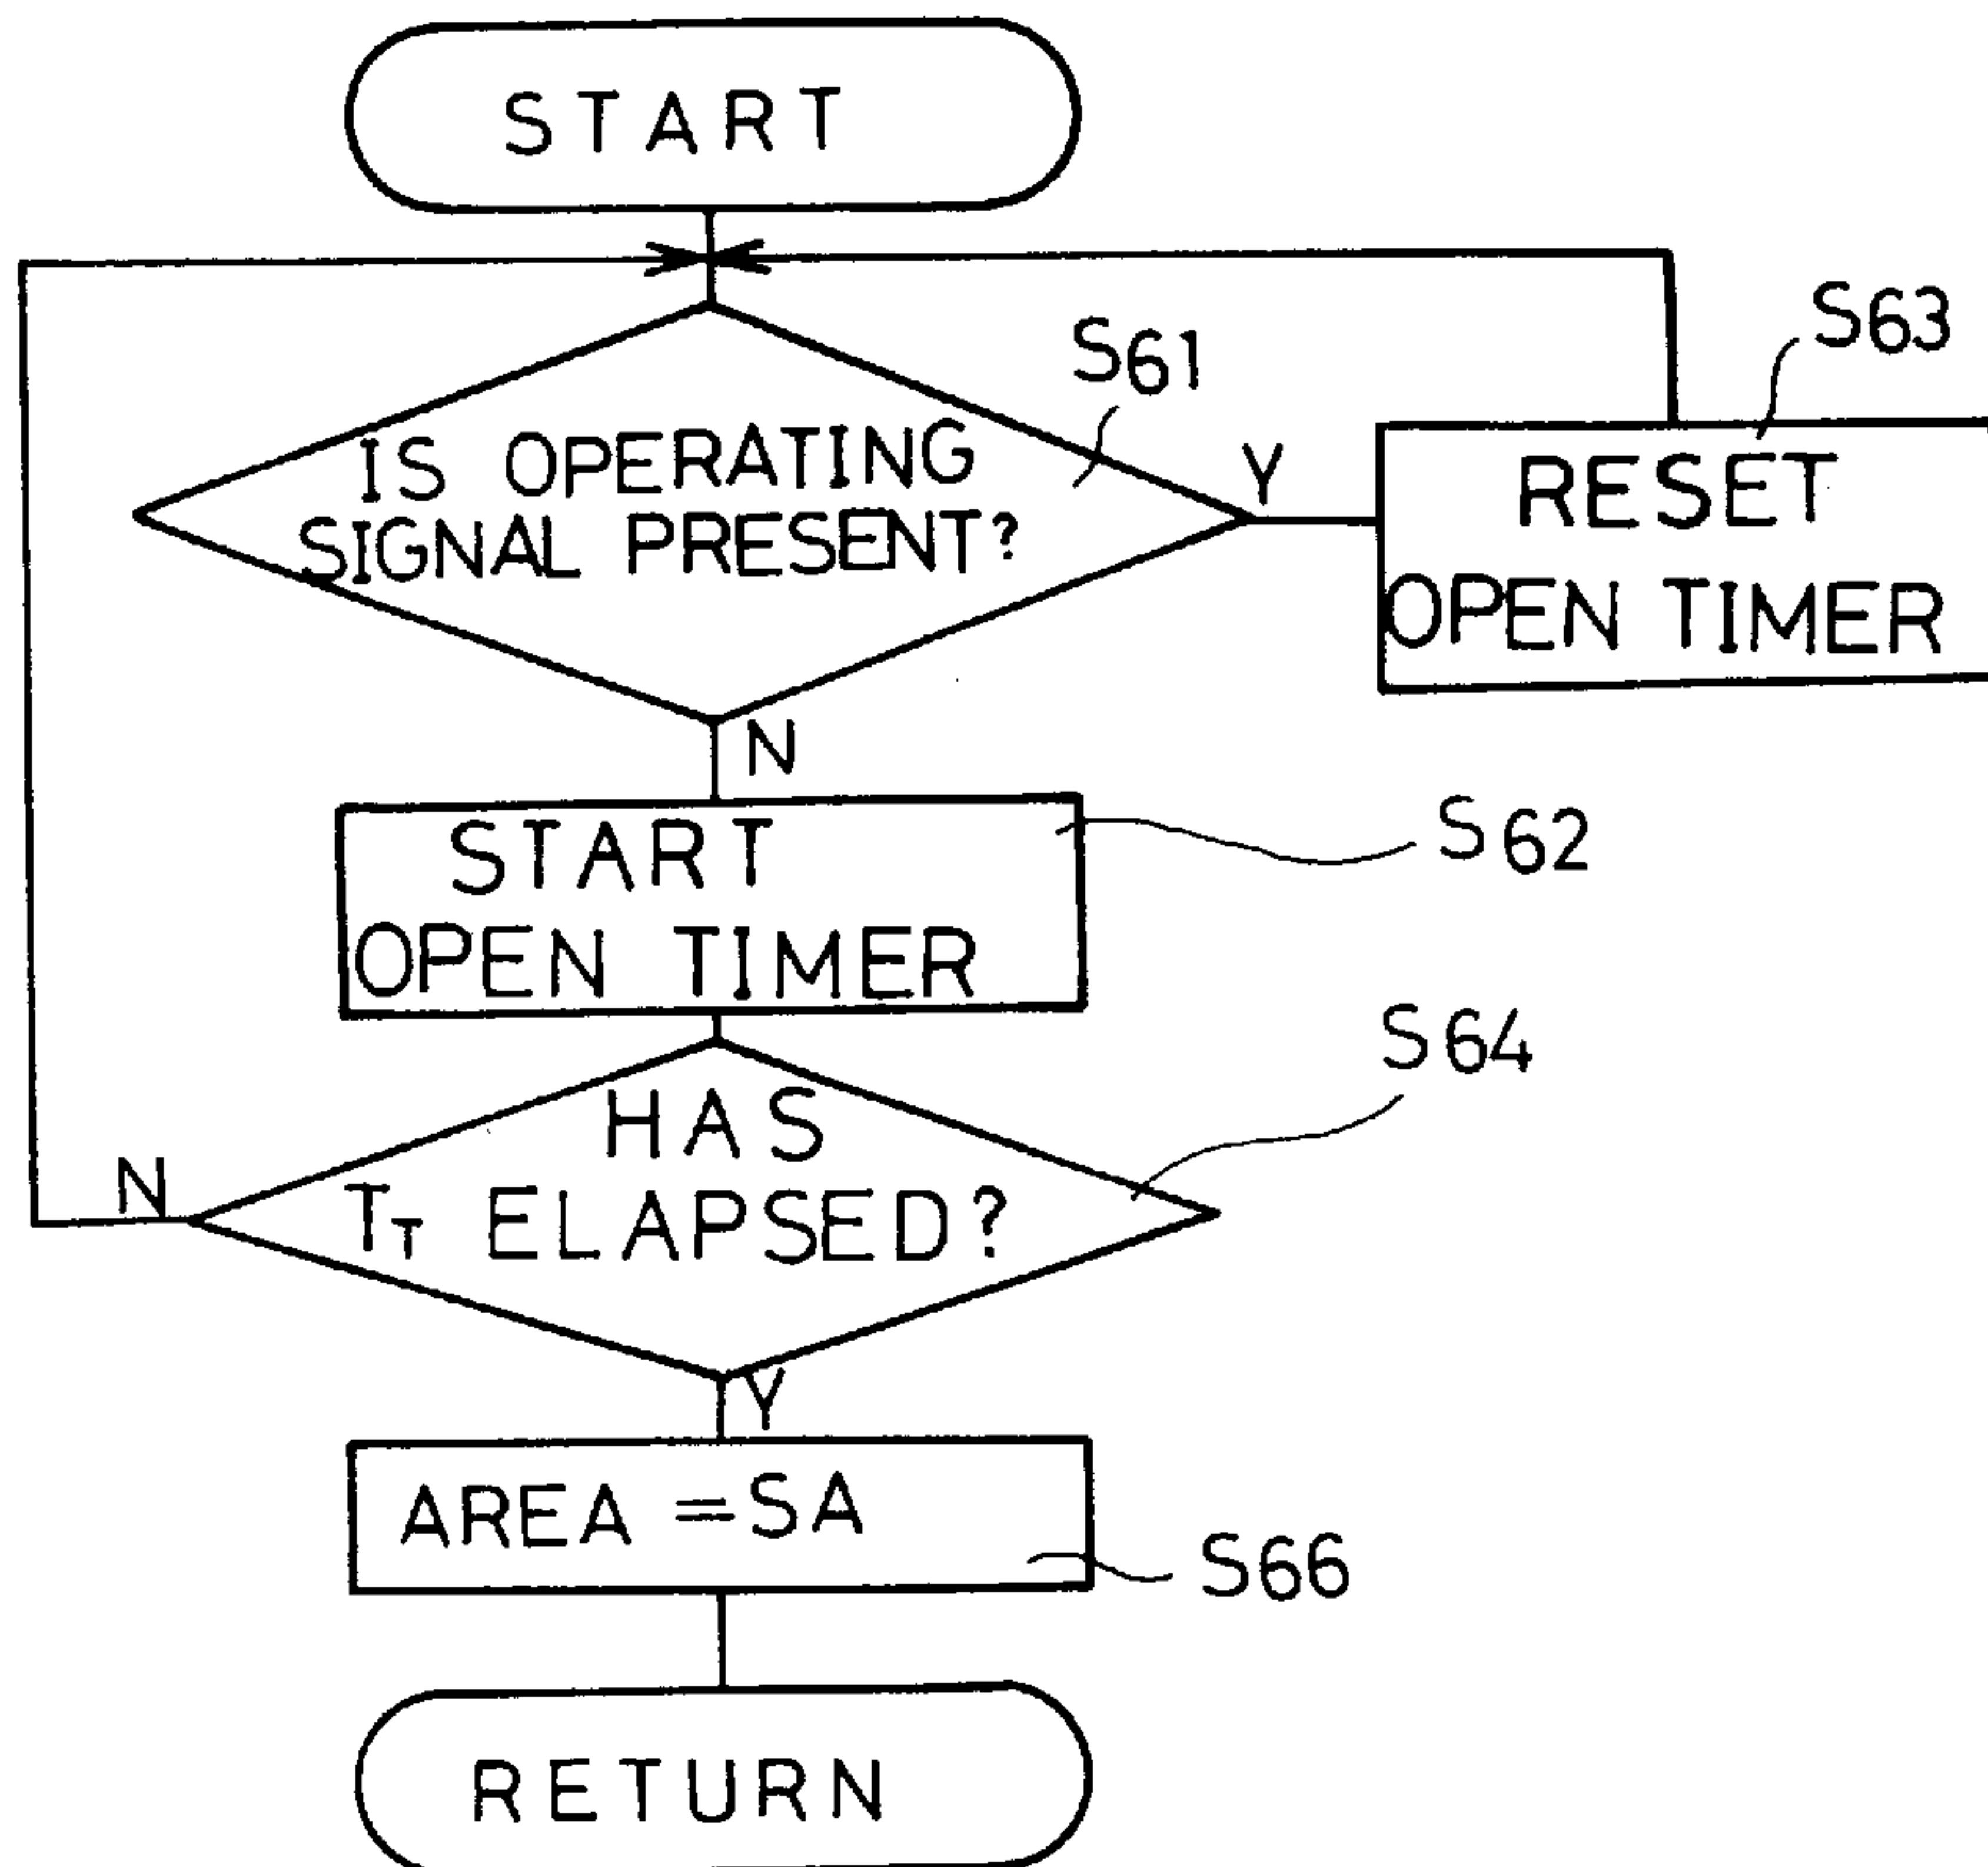 START
S61
S63
IS OPERATING
SIGNAL PRESENT?
Y
RESET
OPEN TIMER
N
START
OPEN TIMER
S62
S64
HAS
TT ELAPSED?
N
Y
AREA =SA
S66
RETURN